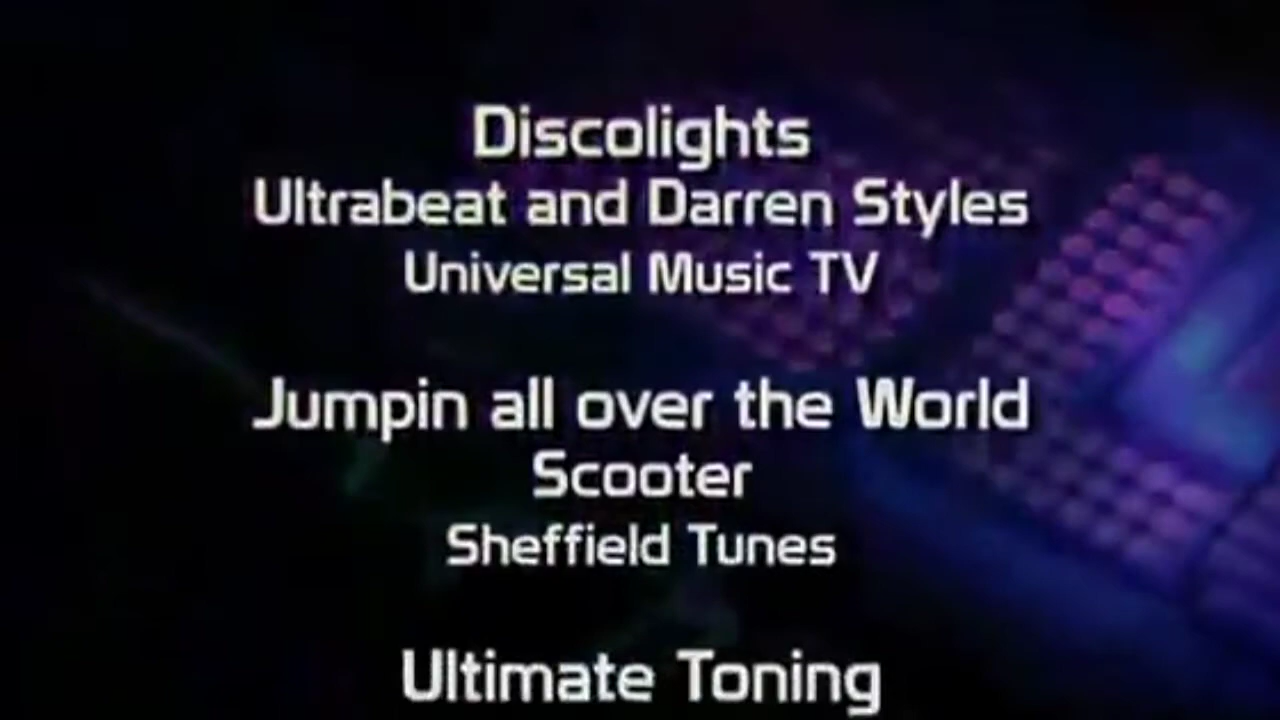 Discolights
Ultrabeat and Darren Styles
Universal Music TV
Jumpin all over the World
Scooter
Sheffield Tunes
Ultimate Toning